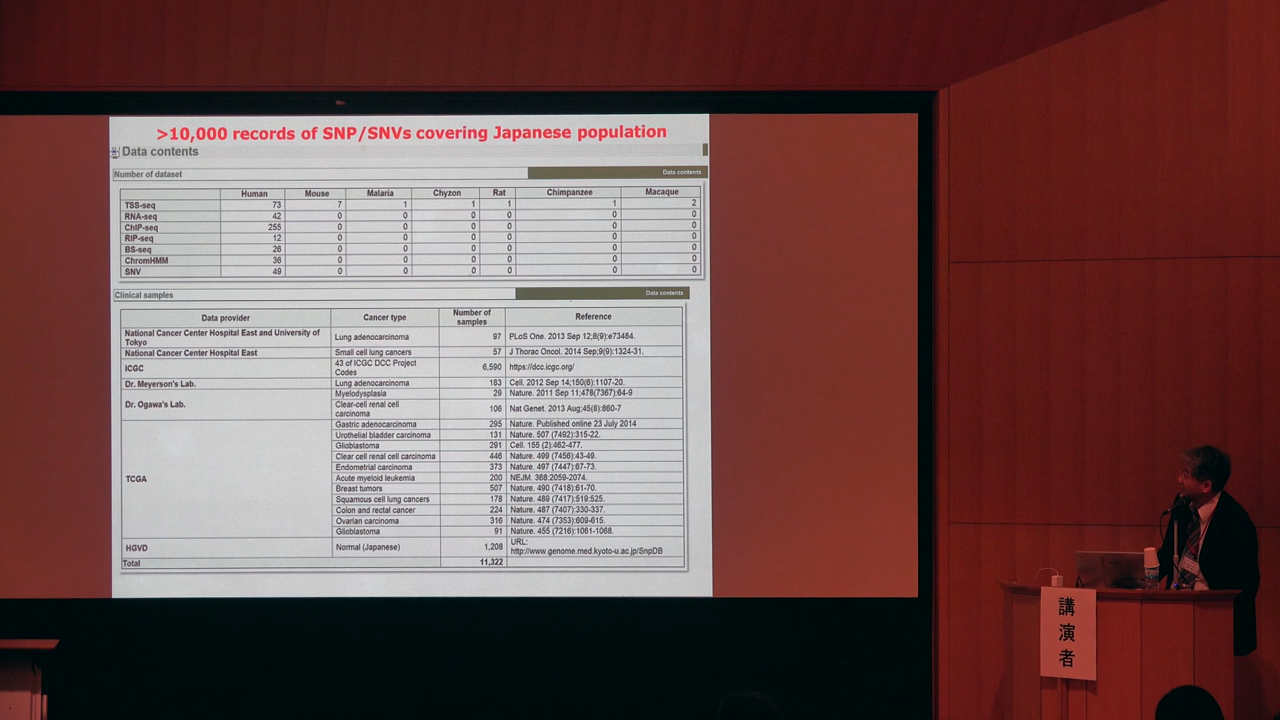 >10,000 records of SNP/SNVs covering Japanese population
Data contents
Number of dataset
Data contents
Human Mouse Malaria Chyzon Rat Chimpanzee Macaque
TSS-seq 73 7 1 1 1 1 2
RNA-seq 42 0 0 0 0 0 0
ChIP-seq 255 0 0 0 0 0 0
RIP-seq 12 0 0 0 0 0 0
BS-seq 26 0 0 0 0 0 0
ChromHMM 36 0 0 0 0 0 0
SNV 49 0 0 0 0 0 0
Clinical samples
Data contents
Data provider Cancer type Number of samples Reference
National Cancer Center Hospital East and University of Tokyo Lung adenocarcinoma 97 PLoS One. 2013 Sep 12;8(9):e73484.
National Cancer Center Hospital East Small cell lung cancers 57 J Thorac Oncol. 2014 Sep;9(9):1324-31.
ICGC 43 of ICGC DCC Project Codes 6,590 https://dcc.icgc.org/
Dr. Meyerson's Lab. Lung adenocarcinoma 183 Cell. 2012 Sep 14;150(6):1107-20.
Dr. Ogawa's Lab. Myelodysplasia 29 Nature. 2011 Sep 11;478(7367):64-9
Clear-cell renal cell carcinoma 106 Nat Genet. 2013 Aug;45(8):860-7
TCGA Gastric adenocarcinoma 295 Nature. Published online 23 July 2014
Urothelial bladder carcinoma 131 Nature. 507 (7492):315-22.
Glioblastoma 291 Cell. 155 (2):462-477.
Clear cell renal cell carcinoma 446 Nature. 499 (7456):43-49.
Endometrial carcinoma 373 Nature. 497 (7447):67-73.
Acute myeloid leukemia 200 NEJM. 368:2059-2074.
Breast tumors 507 Nature. 490 (7418):61-70.
Squamous cell lung cancers 178 Nature. 489 (7417):519:525.
Colon and rectal cancer 224 Nature. 487 (7407):330-337.
Ovarian carcinoma 316 Nature. 474 (7353):609-615.
Glioblastoma 91 Nature. 455 (7216):1061-1068.
HGVD Normal (Japanese) 1,208 URL: http://www.genome.med.kyoto-u.ac.jp/SnpDB
Total 11,322
講演者